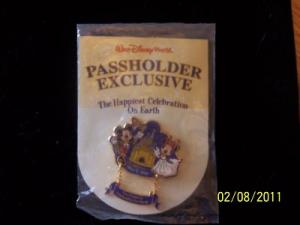 Walt Disney World
PASSHOLDER
EXCLUSIVE
The Happiest Celebration
On Earth
02/08/2011